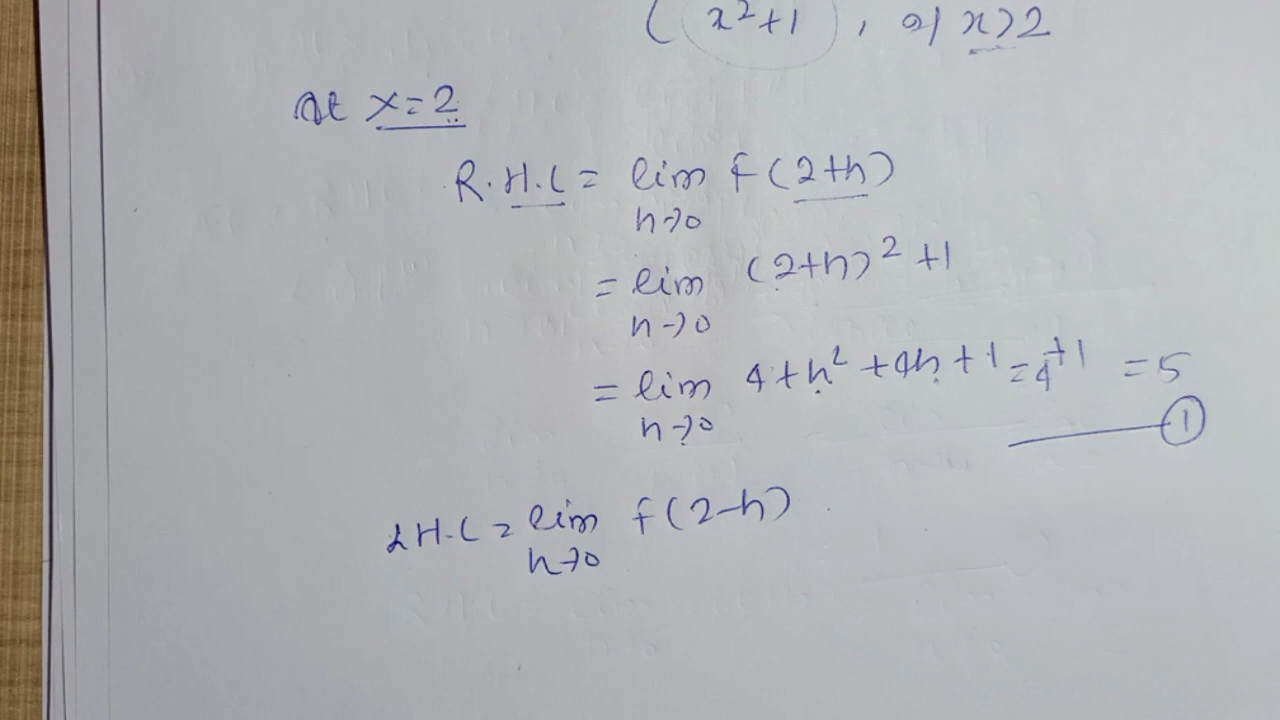 ( x²+1 , if x>2
At x=2
R.H.L = lim f(2+h)
h→0
= lim (2+h)² +1
h→0
= lim 4+h²+4h+1 = 4+1 = 5
h→0
①
LH.L = lim f(2-h)
h→0